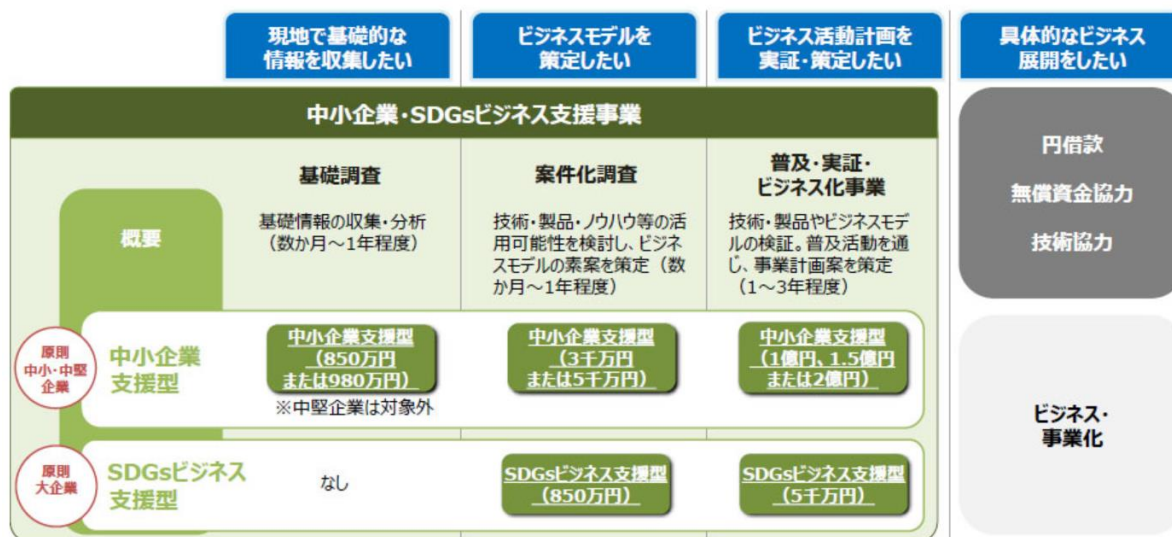 現地で基礎的な
情報を収集したい
ビジネスモデルを
策定したい
ビジネス活動計画を
実証・策定したい
具体的なビジネス
展開をしたい
中小企業・SDGsビジネス支援事業
概要
基礎調査
基礎情報の収集・分析
(数か月~1年程度)
案件化調査
技術・製品・ノウハウ等の活
用可能性を検討し、ビジネ
スモデルの素案を策定(数
か月~1年程度)
普及・実証・
ビジネス化事業
技術・製品やビジネスモデ
ルの検証。普及活動を通
じ、事業計画案を策定
(1~3年程度)
円借款
無償資金協力
技術協力
原則
中小・中堅
企業
中小企業
支援型
中小企業支援型
(850万円
または980万円)
※中堅企業は対象外
中小企業支援型
(3千万円
または5千万円)
中小企業支援型
(1億円、1.5億円
または2億円)
原則
大企業
SDGsビジネス
支援型
なし
SDGsビジネス支援型
(850万円)
SDGsビジネス支援型
(5千万円)
ビジネス・
事業化